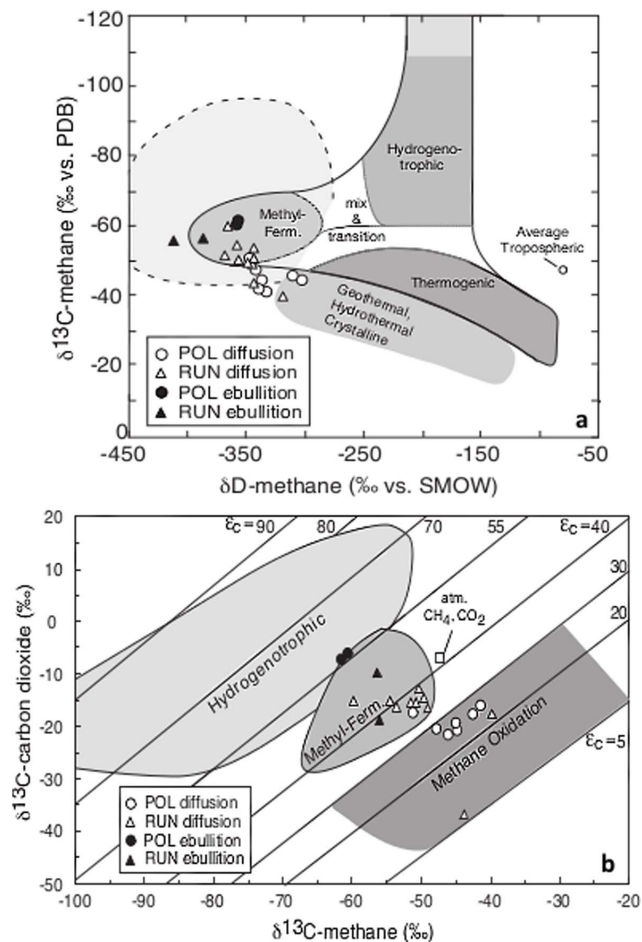 -120
-100
-80
-60
-40
-20
0
δ¹³C-methane (‰ vs. PDB)
Hydrogeno-
trophic
Methyl-
Ferm.
mix
&
transition
Average
Tropospheric
Thermogenic
Geothermal,
Hydrothermal
Crystalline
POL diffusion
RUN diffusion
POL ebullition
RUN ebullition
a
-450 -350 -250 -150 -50
δD-methane (‰ vs. SMOW)
20
10
0
-10
-20
-30
-40
-50
δ¹³C-carbon dioxide (‰)
εC=90 80 70 55 εC=40
30
20
εC=5
atm.
CH4, CO2
Hydrogenotrophic
Methyl-Ferm.
Methane Oxidation
POL diffusion
RUN diffusion
POL ebullition
RUN ebullition
b
-100 -90 -80 -70 -60 -50 -40 -30 -20
δ¹³C-methane (‰)